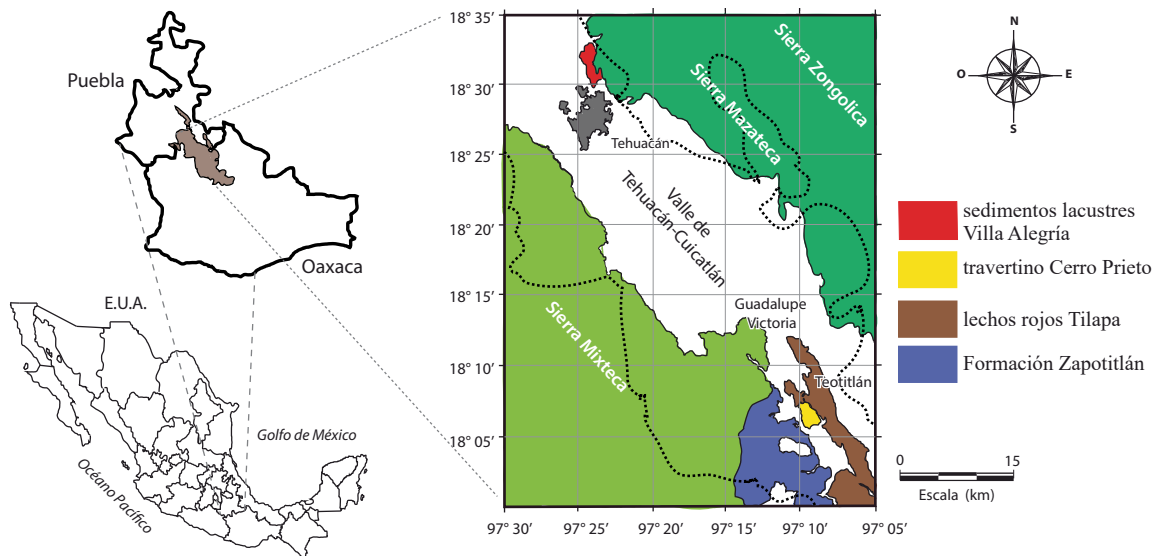 Puebla
Oaxaca
E.U.A.
Golfo de México
Océano Pacífico
18° 35′
18° 30′
18° 25′
18° 20′
18° 15′
18° 10′
18° 05′
97° 30′
97° 25′
97° 20′
97° 15′
97° 10′
97° 05′
Sierra Zongolica
Sierra Mazateca
Tehuacán
Valle de
Tehuacán-Cuicatlán
Guadalupe
Victoria
Sierra Mixteca
Teotitlán
N
O
E
S
sedimentos lacustres
Villa Alegría
travertino Cerro Prieto
lechos rojos Tilapa
Formación Zapotitlán
0
15
Escala (km)